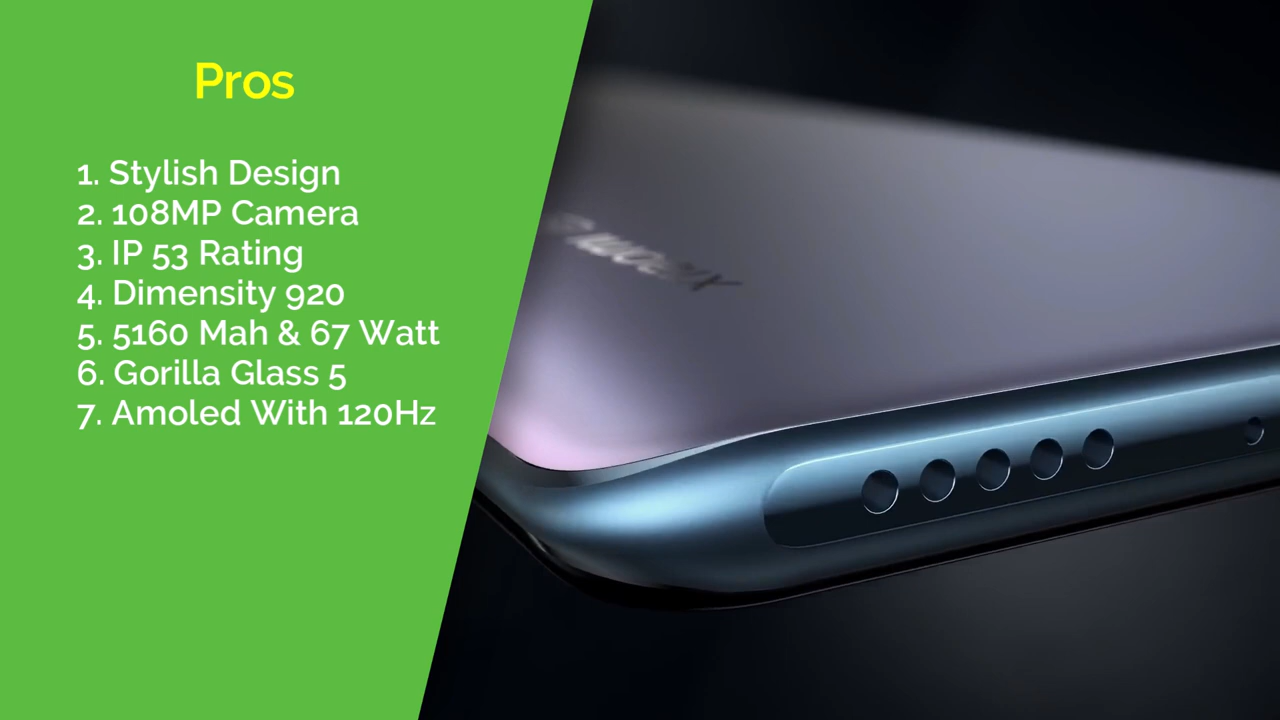 Pros
1. Stylish Design
2. 108MP Camera
3. IP 53 Rating
4. Dimensity 920
5. 5160 Mah & 67 Watt
6. Gorilla Glass 5
7. Amoled With 120Hz
XIAOMI